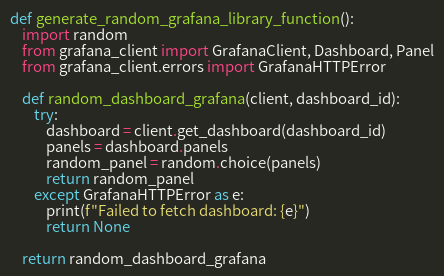 def generate_random_grafana_library_function():
    import random
    from grafana_client import GrafanaClient, Dashboard, Panel
    from grafana_client.errors import GrafanaHTTPError

    def random_dashboard_grafana(client, dashboard_id):
        try:
            dashboard = client.get_dashboard(dashboard_id)
            panels = dashboard.panels
            random_panel = random.choice(panels)
            return random_panel
        except GrafanaHTTPError as e:
            print(f"Failed to fetch dashboard: {e}")
            return None

    return random_dashboard_grafana